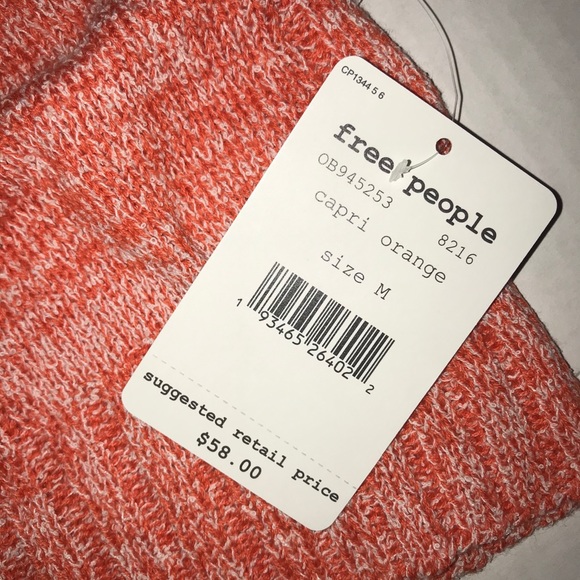 CP1344 5 6
free people
OB945253 8216
capri orange
size M
1 93465 26402 2
suggested retail price
$58.00